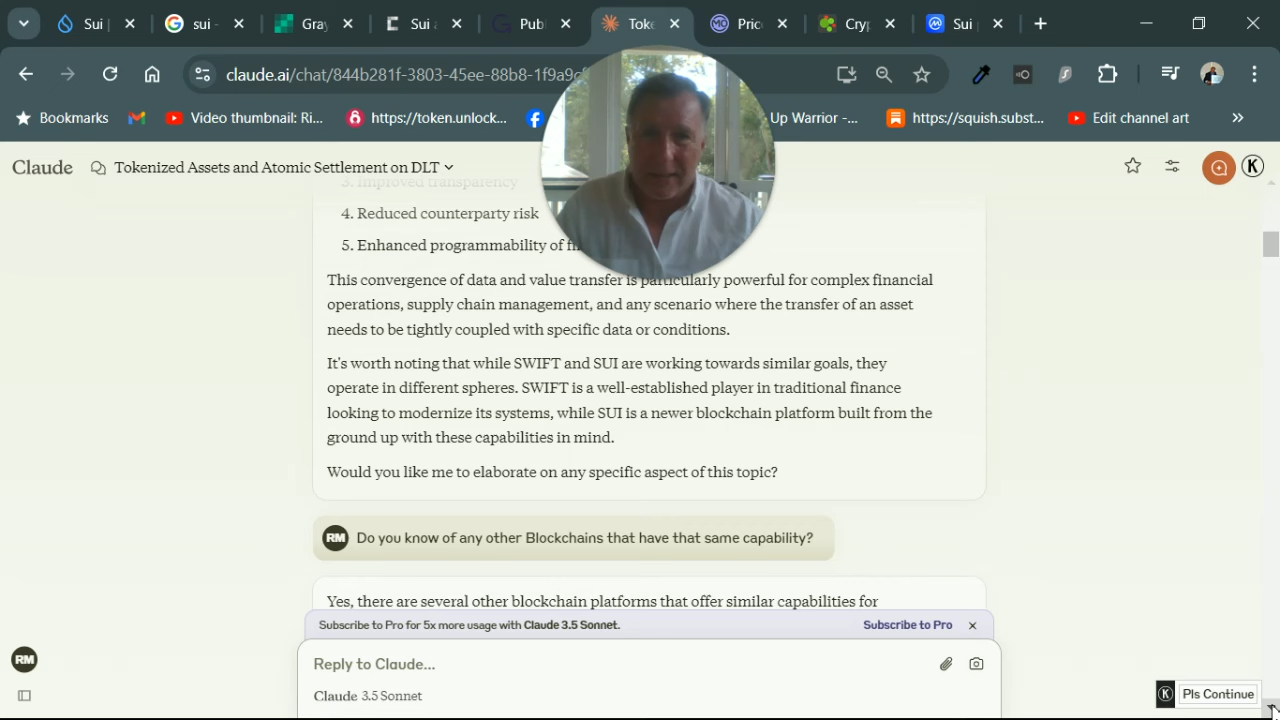 Sui |
sui -
Gray
Sui a
Publ
Toke
Price
Cryp
Sui
claude.ai/chat/844b281f-3803-45ee-88b8-1f9a9c
Bookmarks
Video thumbnail: Ri...
https://token.unlock...
Up Warrior -...
https://squish.subst...
Edit channel art
Claude
Tokenized Assets and Atomic Settlement on DLT
K
3. Improved transparency
4. Reduced counterparty risk
5. Enhanced programmability of
This convergence of data and value transfer is particularly powerful for complex financial
operations, supply chain management, and any scenario where the transfer of an asset
needs to be tightly coupled with specific data or conditions.
It's worth noting that while SWIFT and SUI are working towards similar goals, they
operate in different spheres. SWIFT is a well-established player in traditional finance
looking to modernize its systems, while SUI is a newer blockchain platform built from the
ground up with these capabilities in mind.
Would you like me to elaborate on any specific aspect of this topic?
RM Do you know of any other Blockchains that have that same capability?
Yes, there are several other blockchain platforms that offer similar capabilities for
Subscribe to Pro for 5x more usage with Claude 3.5 Sonnet.
Subscribe to Pro
Reply to Claude...
RM
Claude 3.5 Sonnet
K Pls Continue